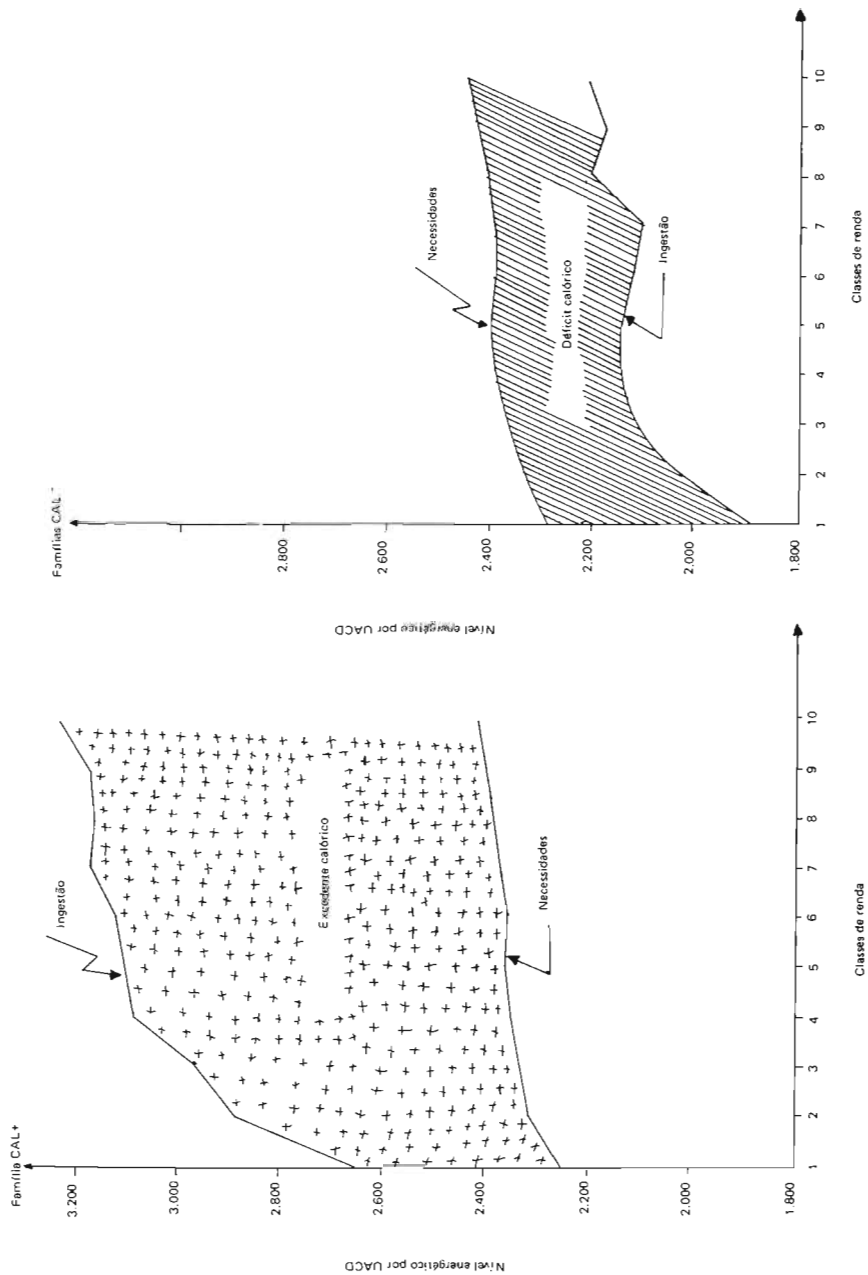 Família CAL+
Nível energético por UACD
3.200
3.000
2.800
2.600
2.400
2.200
2.000
1.800
Ingestão
Excedente calórico
Necessidades
1 2 3 4 5 6 7 8 9 10
Classes de renda
Famílias CAL-
Nível energético por UACD
2.800
2.600
2.400
2.200
2.000
1.800
Necessidades
Déficit calórico
Ingestão
1 2 3 4 5 6 7 8 9 10
Classes de renda